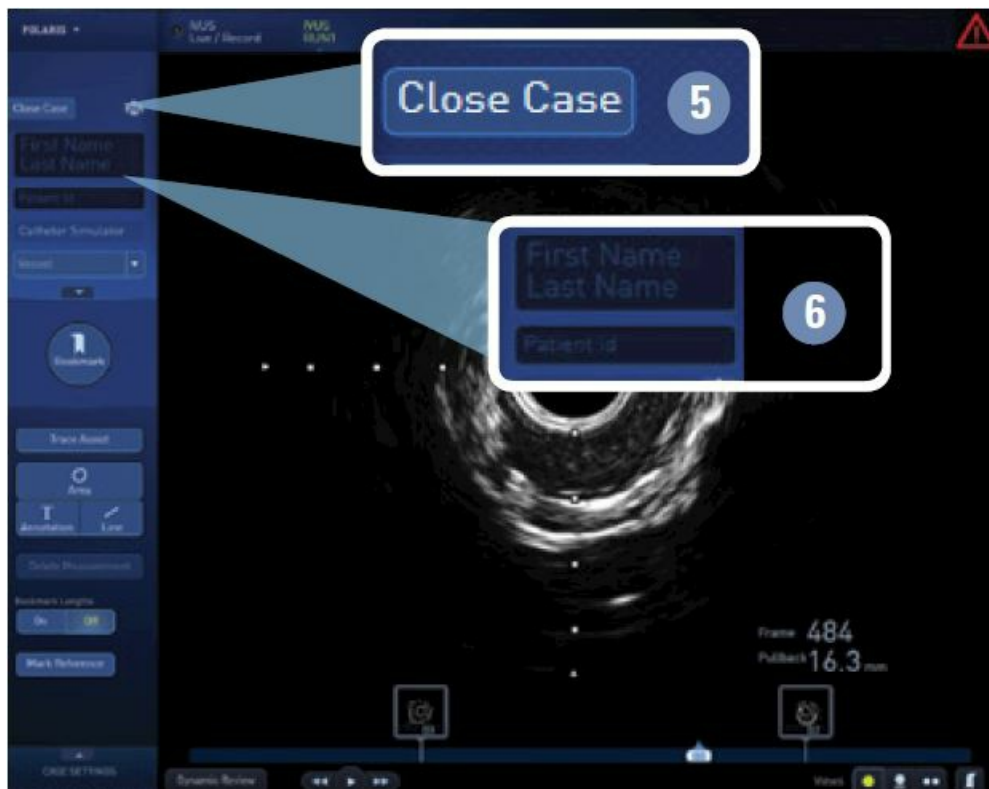 POLARIS
IVUS
Live / Record
IVUS
RUN1
Close Case
5
Close Case
First Name
Last Name
Patient Id
First Name
Last Name
Patient Id
6
Catheter Simulator
Vessel
Bookmark
Trace Assist
Area
Annotation
Line
Delete Measurement
Bookmark Lengths
On
Off
Mark Reference
Frame 484
Pullback 16.3 mm
CASE SETTINGS
Dynamic Review
Views